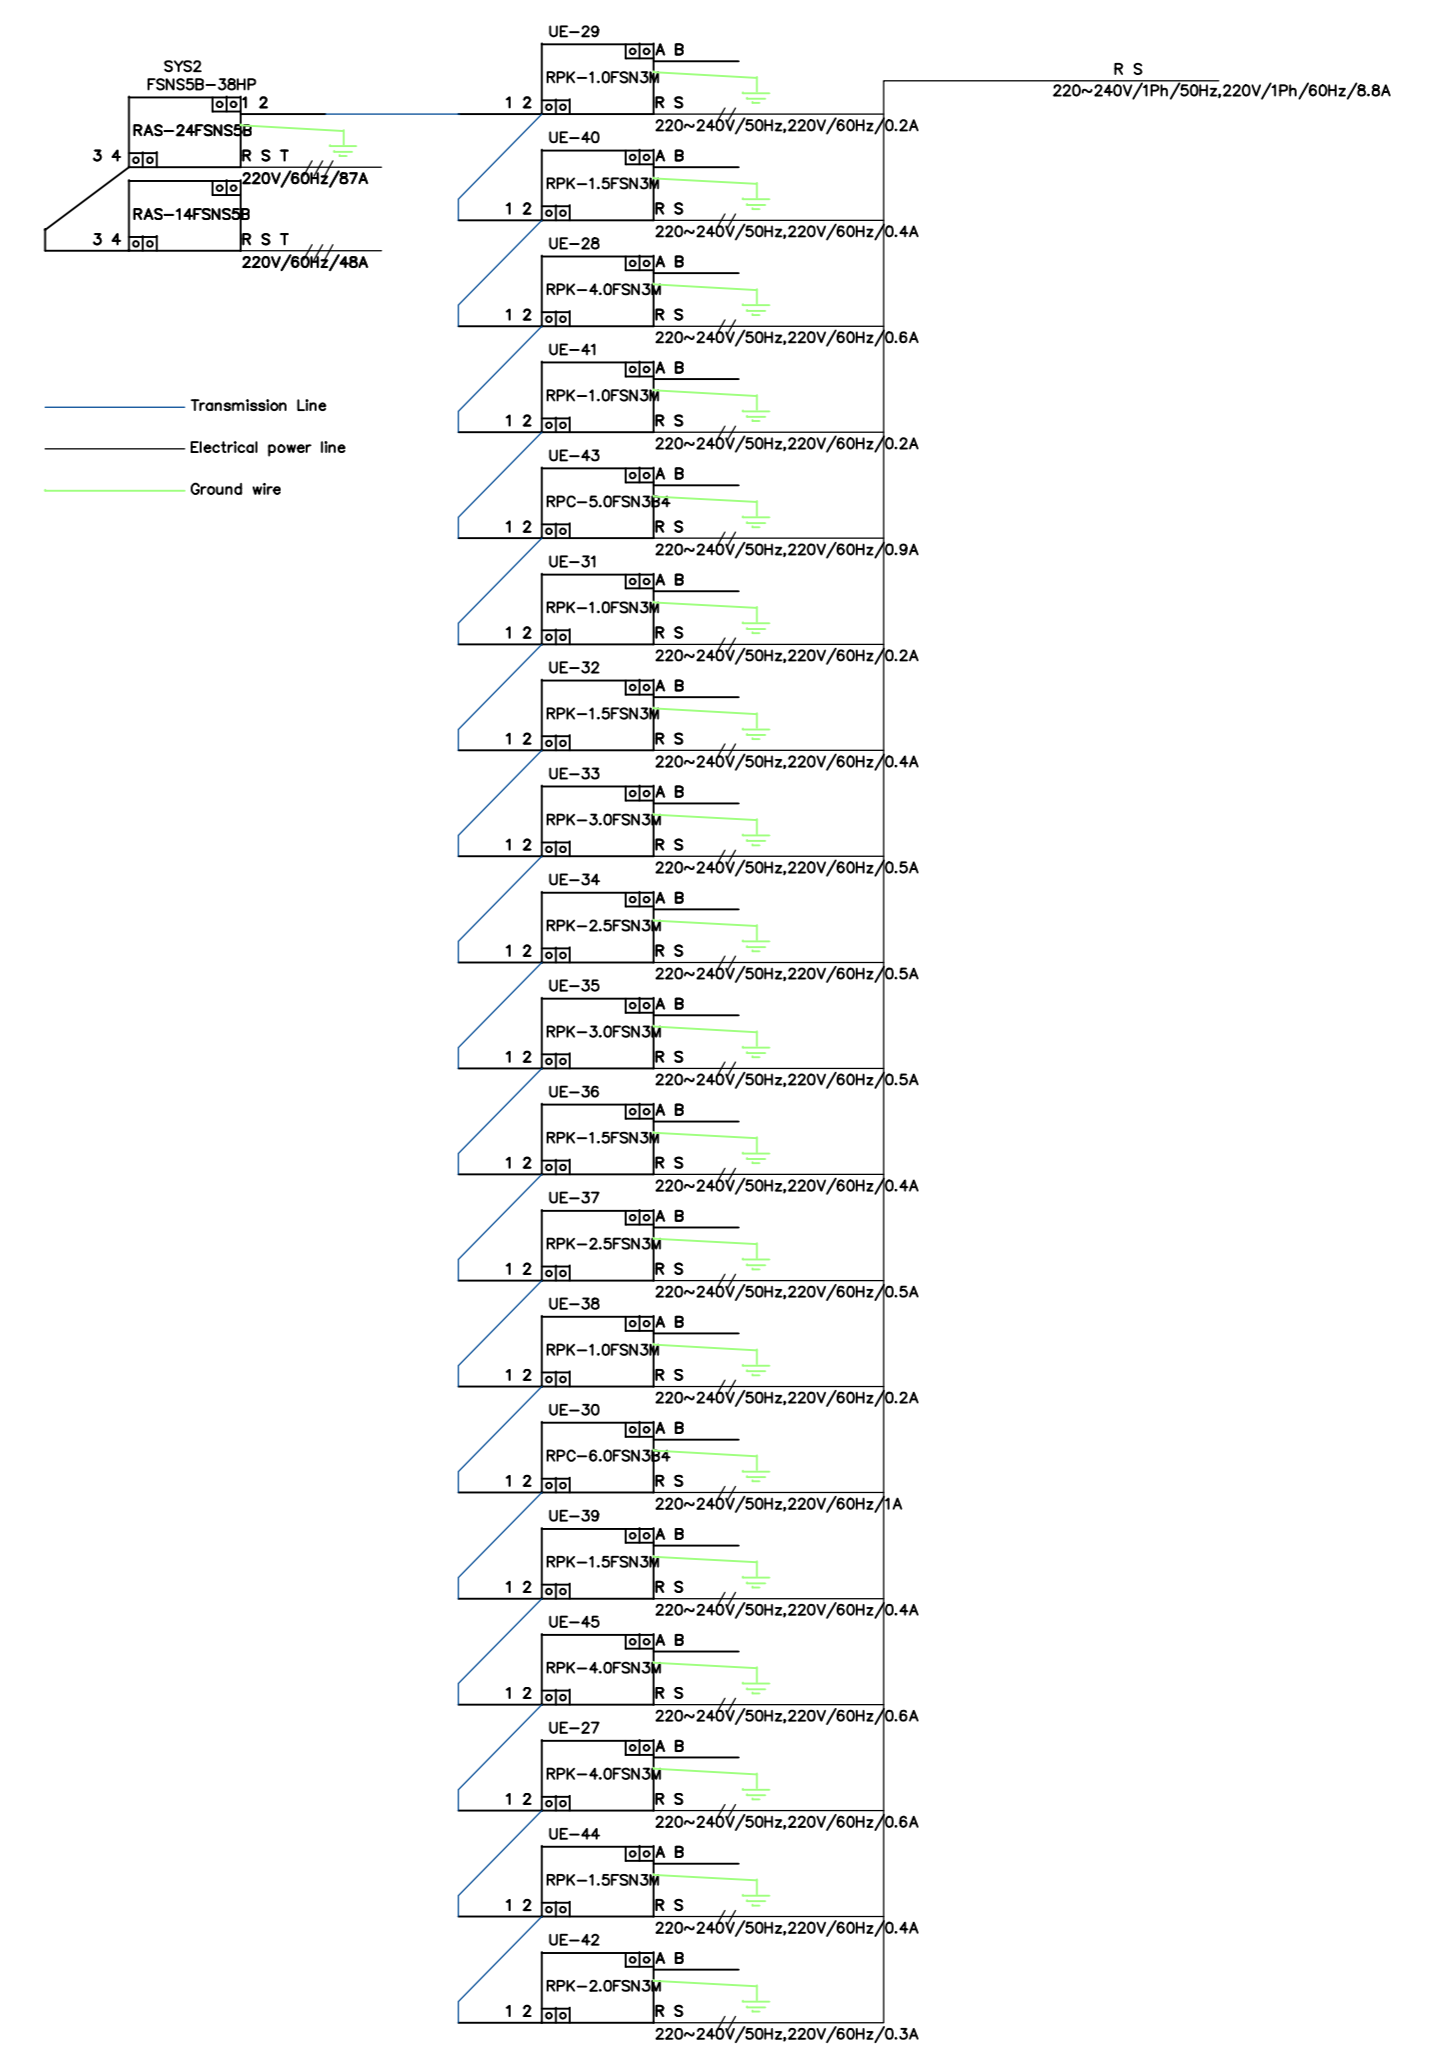 SYS2
FSNS5B-38HP
1 2
RAS-24FSNS5B
3 4
R S T
220V/60Hz/87A
RAS-14FSNS5B
3 4
R S T
220V/60Hz/48A
Transmission Line
Electrical power line
Ground wire
UE-29
A B
RPK-1.0FSN3M
1 2
R S
220~240V/50Hz,220V/60Hz/0.2A
UE-40
A B
RPK-1.5FSN3M
1 2
R S
220~240V/50Hz,220V/60Hz/0.4A
UE-28
A B
RPK-4.0FSN3M
1 2
R S
220~240V/50Hz,220V/60Hz/0.6A
UE-41
A B
RPK-1.0FSN3M
1 2
R S
220~240V/50Hz,220V/60Hz/0.2A
UE-43
A B
RPC-5.0FSN3B4
1 2
R S
220~240V/50Hz,220V/60Hz/0.9A
UE-31
A B
RPK-1.0FSN3M
1 2
R S
220~240V/50Hz,220V/60Hz/0.2A
UE-32
A B
RPK-1.5FSN3M
1 2
R S
220~240V/50Hz,220V/60Hz/0.4A
UE-33
A B
RPK-3.0FSN3M
1 2
R S
220~240V/50Hz,220V/60Hz/0.5A
UE-34
A B
RPK-2.5FSN3M
1 2
R S
220~240V/50Hz,220V/60Hz/0.5A
UE-35
A B
RPK-3.0FSN3M
1 2
R S
220~240V/50Hz,220V/60Hz/0.5A
UE-36
A B
RPK-1.5FSN3M
1 2
R S
220~240V/50Hz,220V/60Hz/0.4A
UE-37
A B
RPK-2.5FSN3M
1 2
R S
220~240V/50Hz,220V/60Hz/0.5A
UE-38
A B
RPK-1.0FSN3M
1 2
R S
220~240V/50Hz,220V/60Hz/0.2A
UE-30
A B
RPC-6.0FSN3B4
1 2
R S
220~240V/50Hz,220V/60Hz/1A
UE-39
A B
RPK-1.5FSN3M
1 2
R S
220~240V/50Hz,220V/60Hz/0.4A
UE-45
A B
RPK-4.0FSN3M
1 2
R S
220~240V/50Hz,220V/60Hz/0.6A
UE-27
A B
RPK-4.0FSN3M
1 2
R S
220~240V/50Hz,220V/60Hz/0.6A
UE-44
A B
RPK-1.5FSN3M
1 2
R S
220~240V/50Hz,220V/60Hz/0.4A
UE-42
A B
RPK-2.0FSN3M
1 2
R S
220~240V/50Hz,220V/60Hz/0.3A
R S
220~240V/1Ph/50Hz,220V/1Ph/60Hz/8.8A